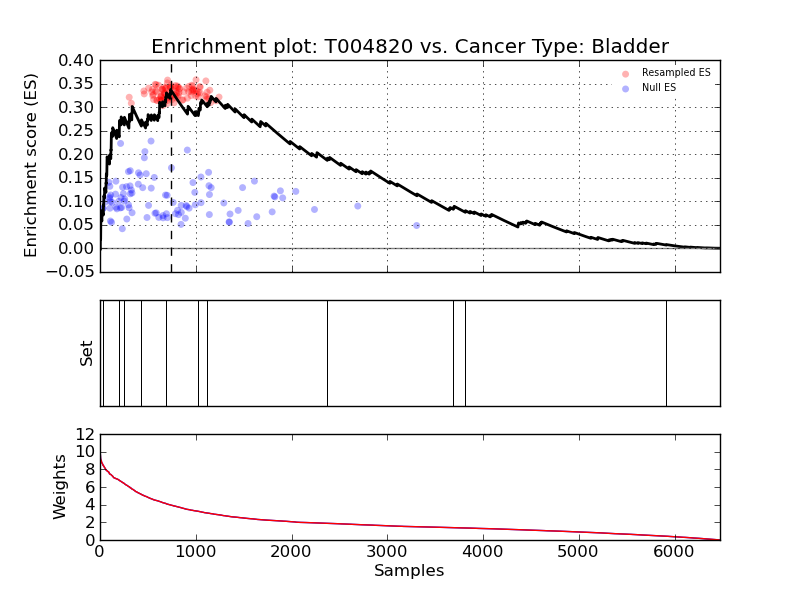 Enrichment plot: T004820 vs. Cancer Type: Bladder
Enrichment score (ES)
0.40
0.35
0.30
0.25
0.20
0.15
0.10
0.05
0.00
−0.05
Resampled ES
Null ES
Set
Weights
12
10
8
6
4
2
0
0 1000 2000 3000 4000 5000 6000
Samples